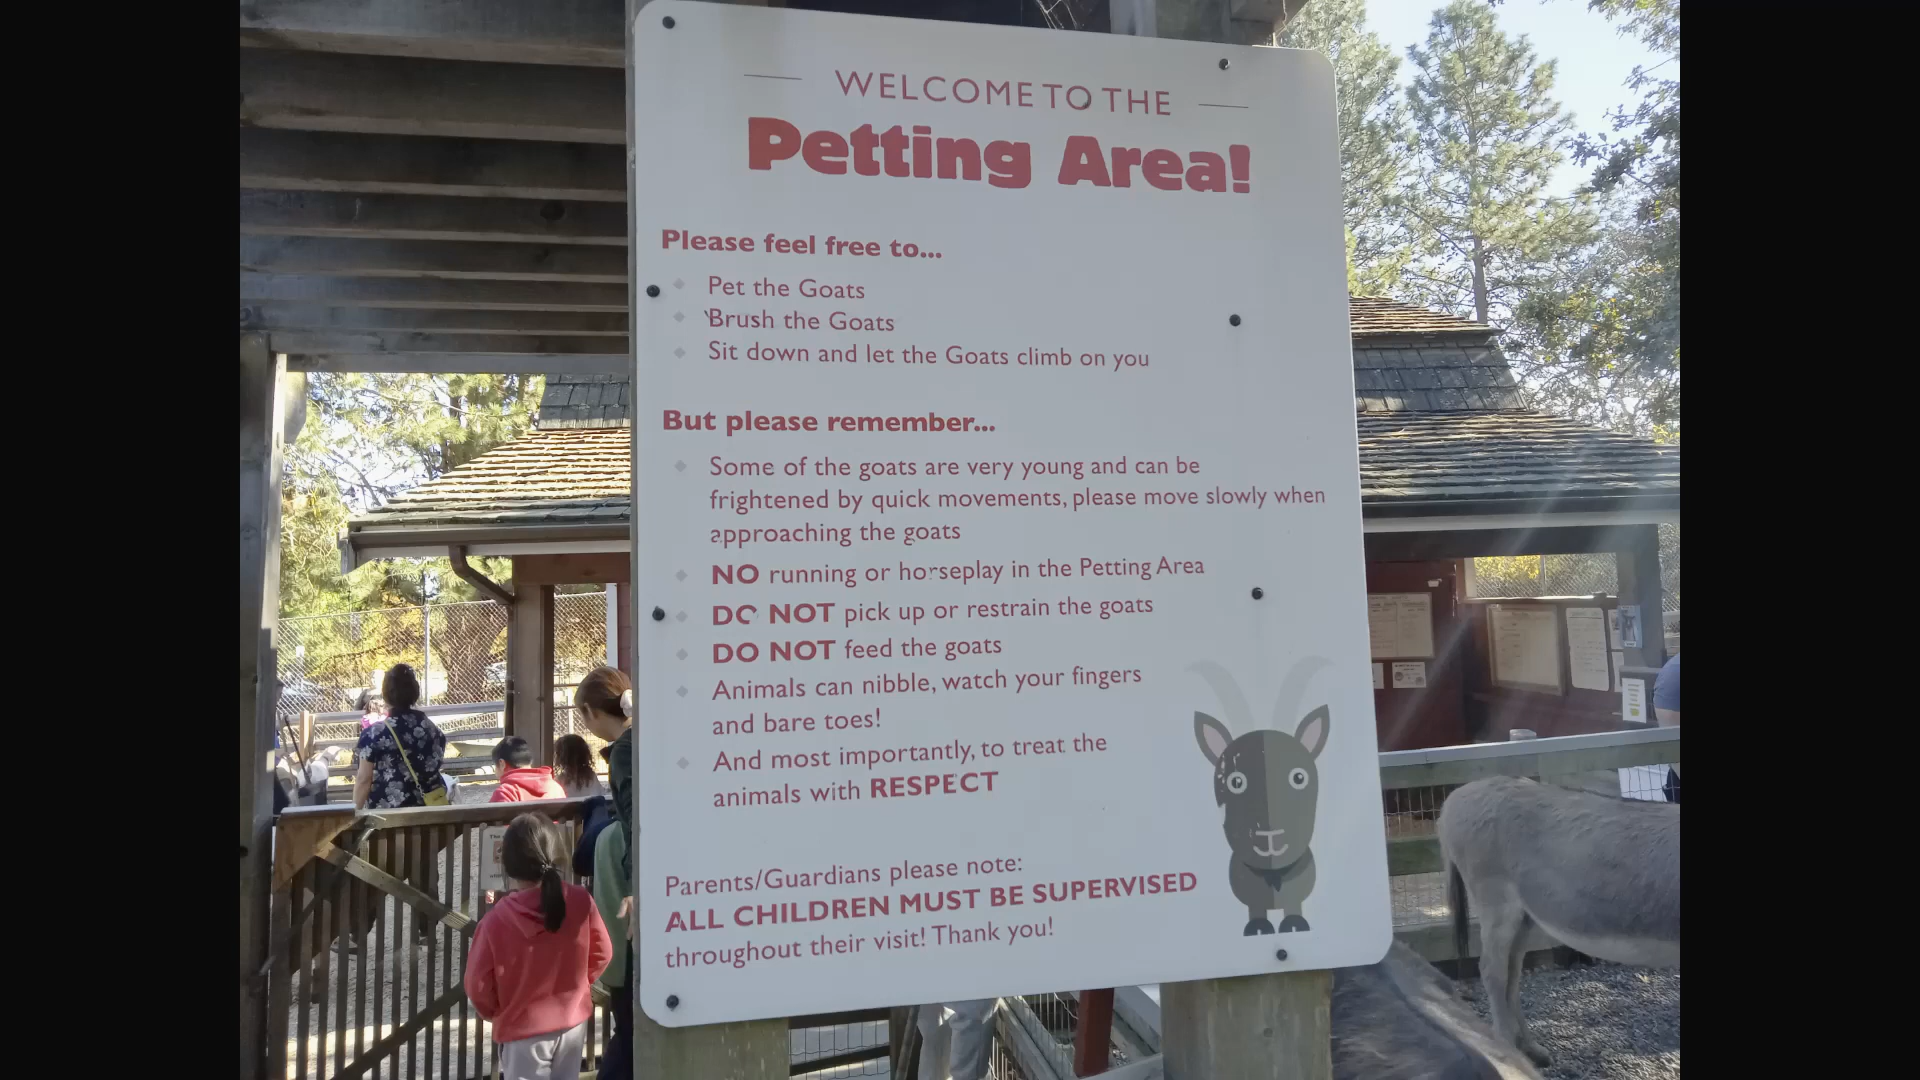 WELCOME TO THE
Petting Area!
Please feel free to...
Pet the Goats
Brush the Goats
Sit down and let the Goats climb on you
But please remember...
Some of the goats are very young and can be
frightened by quick movements, please move slowly when
approaching the goats
NO running or horseplay in the Petting Area
DO NOT pick up or restrain the goats
DO NOT feed the goats
Animals can nibble, watch your fingers
and bare toes!
And most importantly, to treat the
animals with RESPECT
Parents/Guardians please note:
ALL CHILDREN MUST BE SUPERVISED
throughout their visit! Thank you!